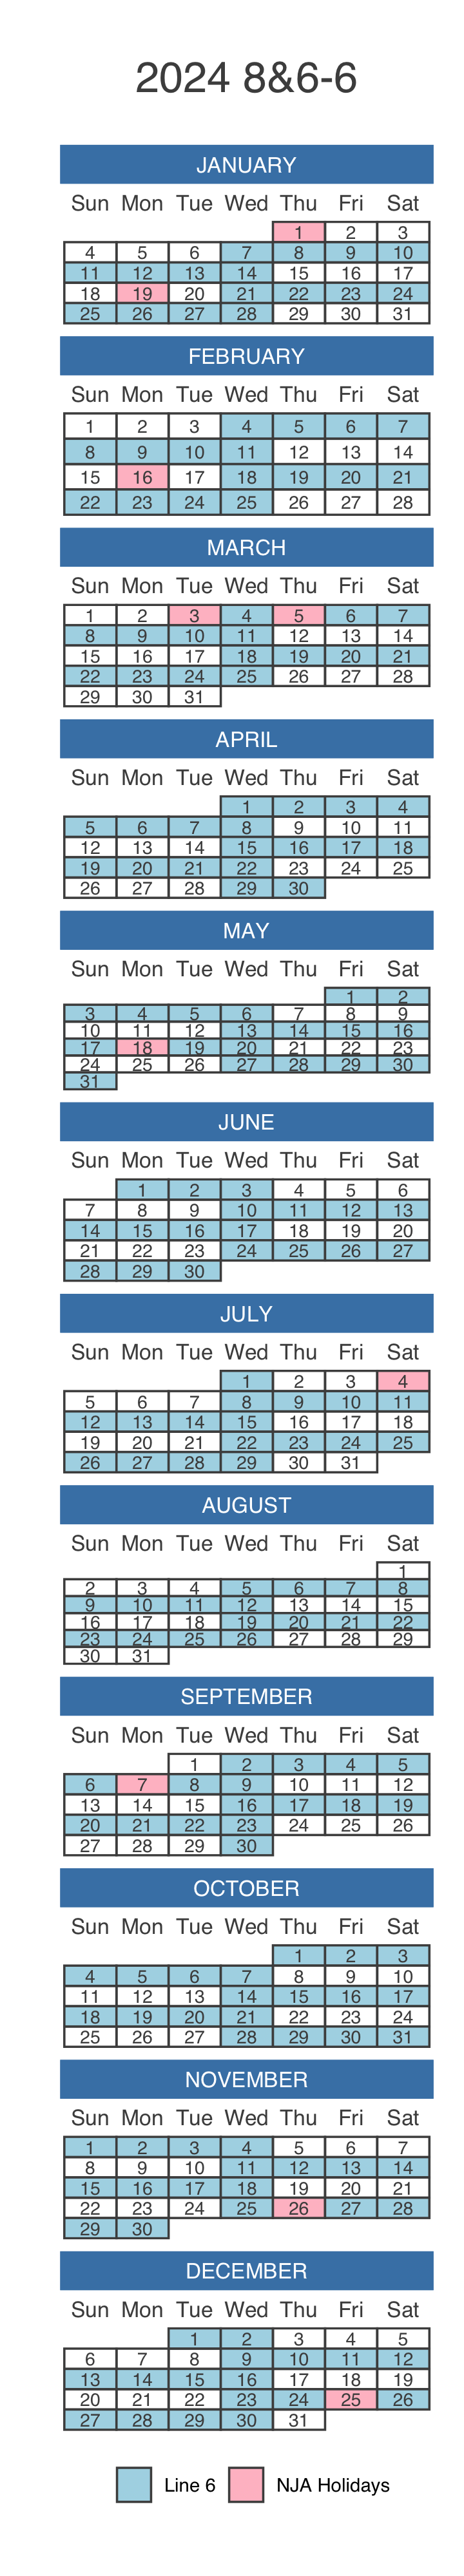 2024 8&6-6
JANUARY
Sun Mon Tue Wed Thu Fri Sat
1 2 3
4 5 6 7 8 9 10
11 12 13 14 15 16 17
18 19 20 21 22 23 24
25 26 27 28 29 30 31
FEBRUARY
Sun Mon Tue Wed Thu Fri Sat
1 2 3 4 5 6 7
8 9 10 11 12 13 14
15 16 17 18 19 20 21
22 23 24 25 26 27 28
MARCH
Sun Mon Tue Wed Thu Fri Sat
1 2 3 4 5 6 7
8 9 10 11 12 13 14
15 16 17 18 19 20 21
22 23 24 25 26 27 28
29 30 31
APRIL
Sun Mon Tue Wed Thu Fri Sat
1 2 3 4
5 6 7 8 9 10 11
12 13 14 15 16 17 18
19 20 21 22 23 24 25
26 27 28 29 30
MAY
Sun Mon Tue Wed Thu Fri Sat
1 2
3 4 5 6 7 8 9
10 11 12 13 14 15 16
17 18 19 20 21 22 23
24 25 26 27 28 29 30
31
JUNE
Sun Mon Tue Wed Thu Fri Sat
1 2 3 4 5 6
7 8 9 10 11 12 13
14 15 16 17 18 19 20
21 22 23 24 25 26 27
28 29 30
JULY
Sun Mon Tue Wed Thu Fri Sat
1 2 3 4
5 6 7 8 9 10 11
12 13 14 15 16 17 18
19 20 21 22 23 24 25
26 27 28 29 30 31
AUGUST
Sun Mon Tue Wed Thu Fri Sat
1
2 3 4 5 6 7 8
9 10 11 12 13 14 15
16 17 18 19 20 21 22
23 24 25 26 27 28 29
30 31
SEPTEMBER
Sun Mon Tue Wed Thu Fri Sat
1 2 3 4 5
6 7 8 9 10 11 12
13 14 15 16 17 18 19
20 21 22 23 24 25 26
27 28 29 30
OCTOBER
Sun Mon Tue Wed Thu Fri Sat
1 2 3
4 5 6 7 8 9 10
11 12 13 14 15 16 17
18 19 20 21 22 23 24
25 26 27 28 29 30 31
NOVEMBER
Sun Mon Tue Wed Thu Fri Sat
1 2 3 4 5 6 7
8 9 10 11 12 13 14
15 16 17 18 19 20 21
22 23 24 25 26 27 28
29 30
DECEMBER
Sun Mon Tue Wed Thu Fri Sat
1 2 3 4 5
6 7 8 9 10 11 12
13 14 15 16 17 18 19
20 21 22 23 24 25 26
27 28 29 30 31
Line 6 NJA Holidays